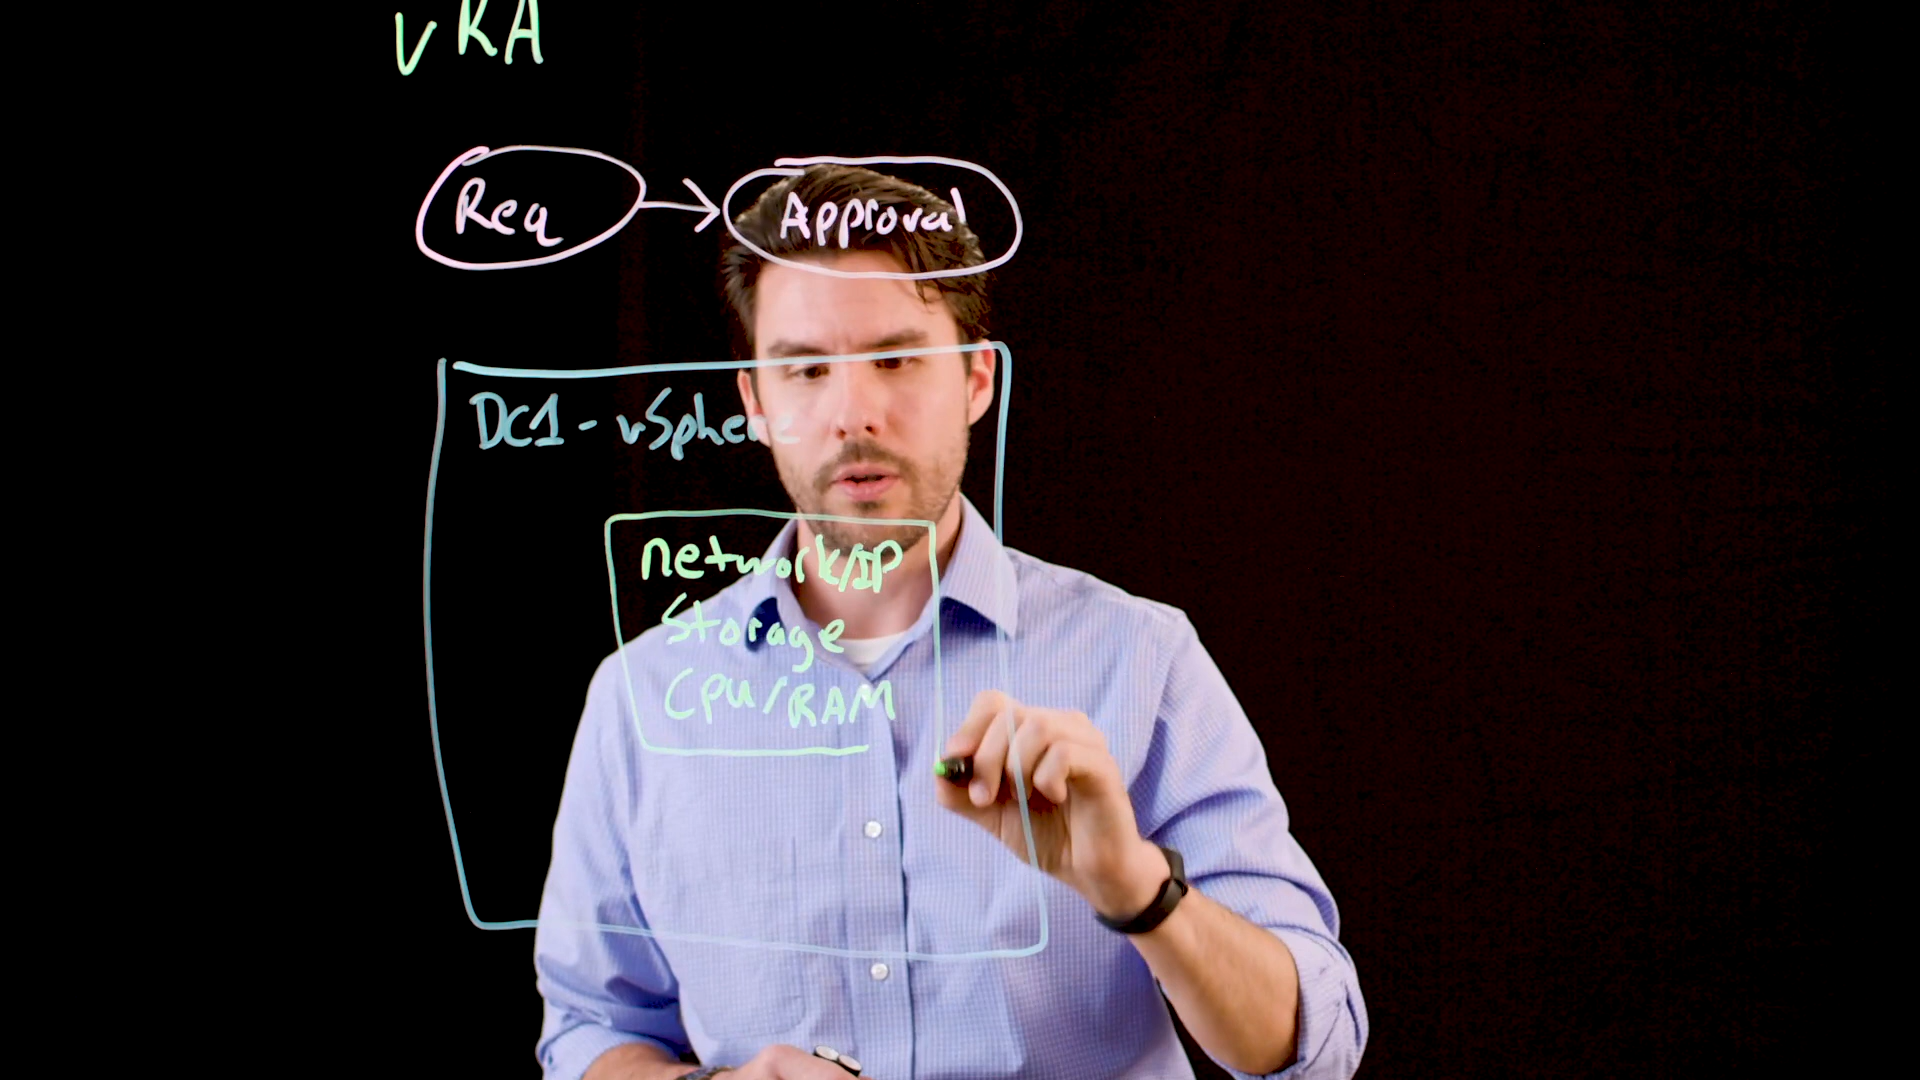 vRA
Req
Approval
DC1 - vSphere
network/IP
Storage
CPU/RAM